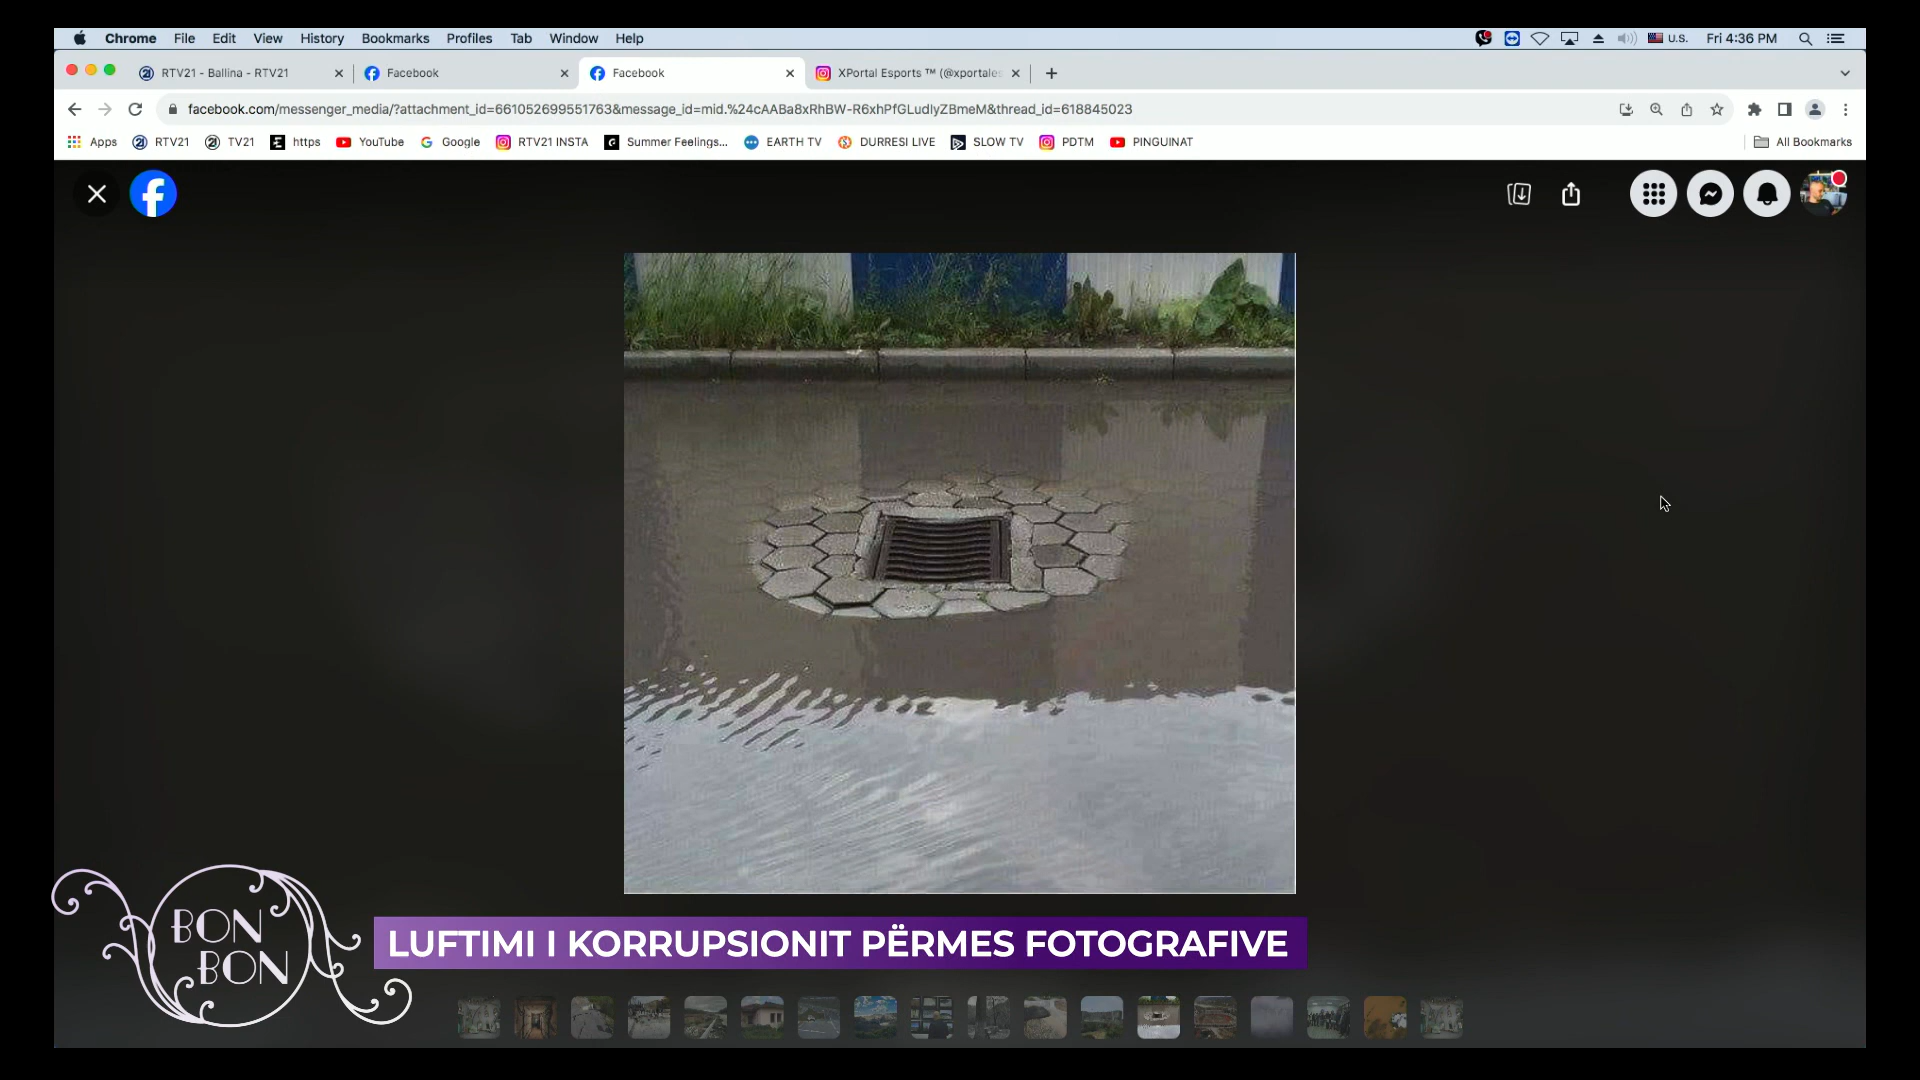 Chrome File Edit View History Bookmarks Profiles Tab Window Help
U.S. Fri 4:36 PM
RTV21 - Ballina - RTV21
Facebook
Facebook
XPortal Esports ™ (@xportales
facebook.com/messenger_media/?attachment_id=661052699551763&message_id=mid.%24cAABa8xRhBW-R6xhPfGLudIyZBmeM&thread_id=618845023
Apps RTV21 TV21 https YouTube Google RTV21 INSTA Summer Feelings... EARTH TV DURRESI LIVE SLOW TV PDTM PINGUINAT All Bookmarks
BON
BON
LUFTIMI I KORRUPSIONIT PËRMES FOTOGRAFIVE